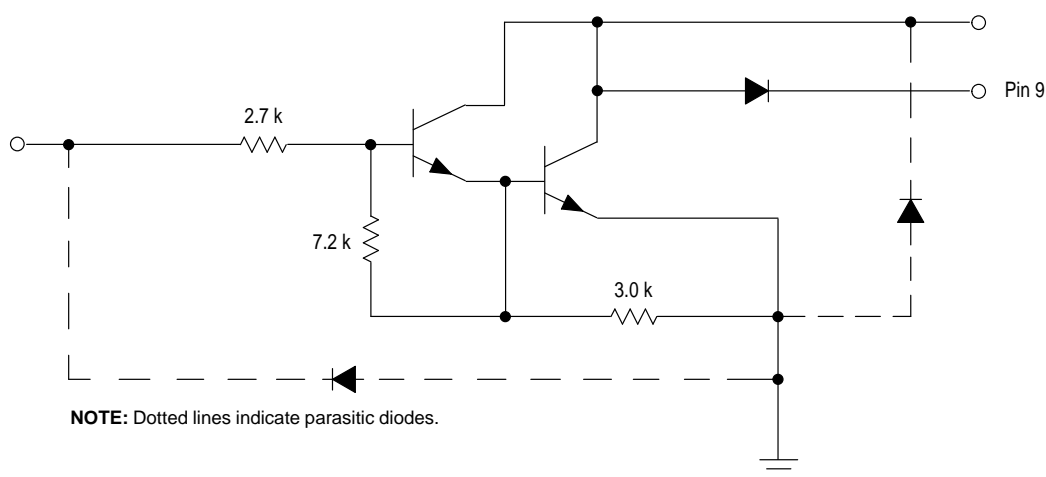 Pin 9
2.7 k
7.2 k
3.0 k
NOTE: Dotted lines indicate parasitic diodes.